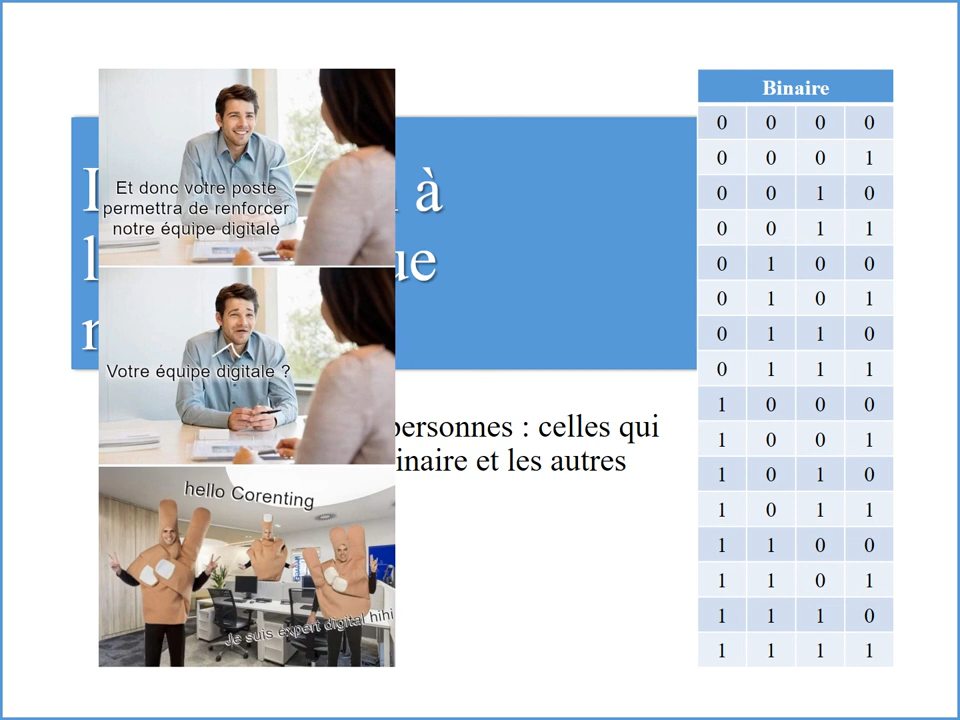 à
ue
personnes : celles qui
inaire et les autres
Et donc votre poste
permettra de renforcer
notre équipe digitale
Votre équipe digitale ?
hello Corenting
Je suis expert digital hihi
Binaire
0 0 0 0
0 0 0 1
0 0 1 0
0 0 1 1
0 1 0 0
0 1 0 1
0 1 1 0
0 1 1 1
1 0 0 0
1 0 0 1
1 0 1 0
1 0 1 1
1 1 0 0
1 1 0 1
1 1 1 0
1 1 1 1